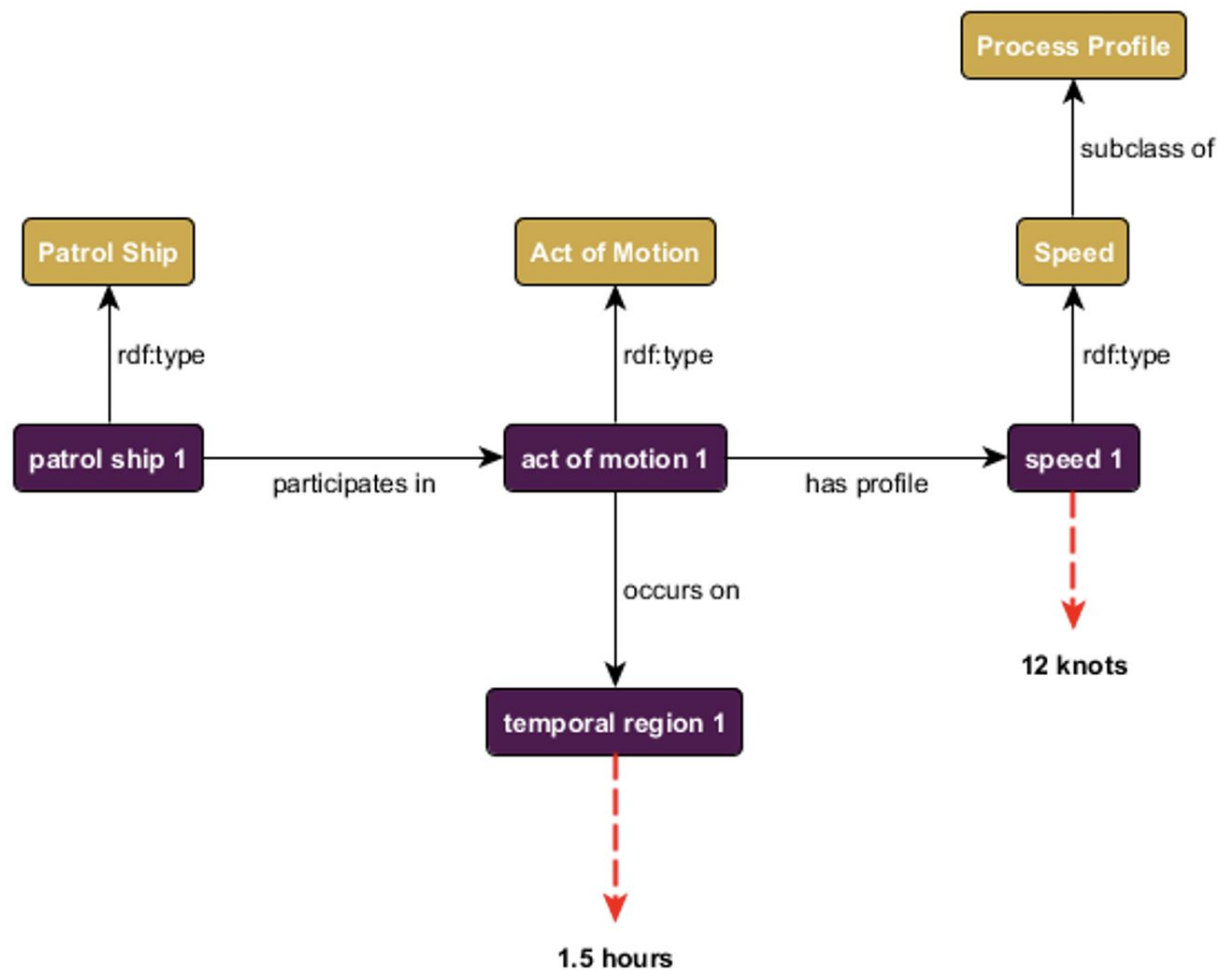 Process Profile
subclass of
Patrol Ship
Act of Motion
Speed
rdf:type
rdf:type
rdf:type
patrol ship 1
participates in
act of motion 1
has profile
speed 1
occurs on
12 knots
temporal region 1
1.5 hours